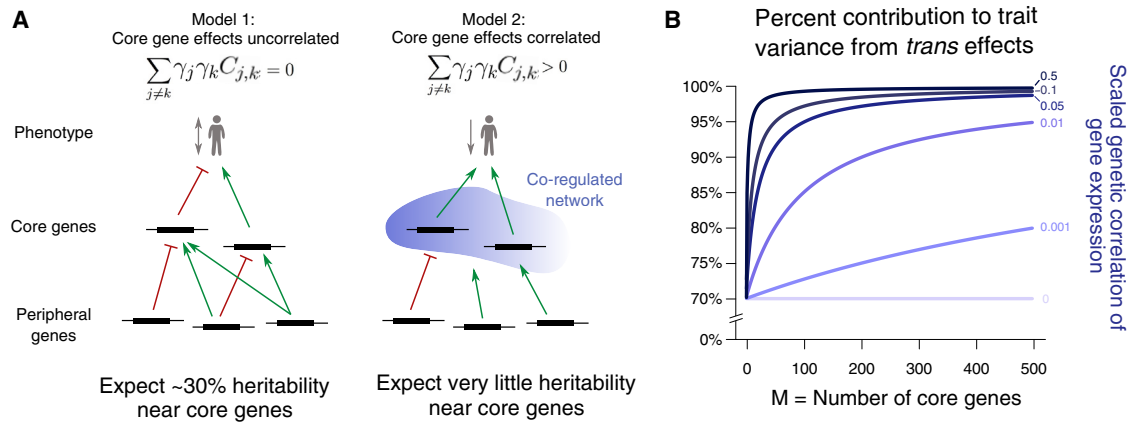 A
Model 1:
Core gene effects uncorrelated
∑ γjγkCj,k = 0
j≠k
Model 2:
Core gene effects correlated
∑ γjγkCj,k > 0
j≠k
Phenotype
Core genes
Peripheral
genes
Co-regulated
network
Expect ~30% heritability
near core genes
Expect very little heritability
near core genes
B
Percent contribution to trait
variance from trans effects
100%
95%
90%
85%
80%
75%
70%
0%
0
100
200
300
400
500
M = Number of core genes
0.5
0.1
0.05
0.01
0.001
0
Scaled genetic correlation of
gene expression